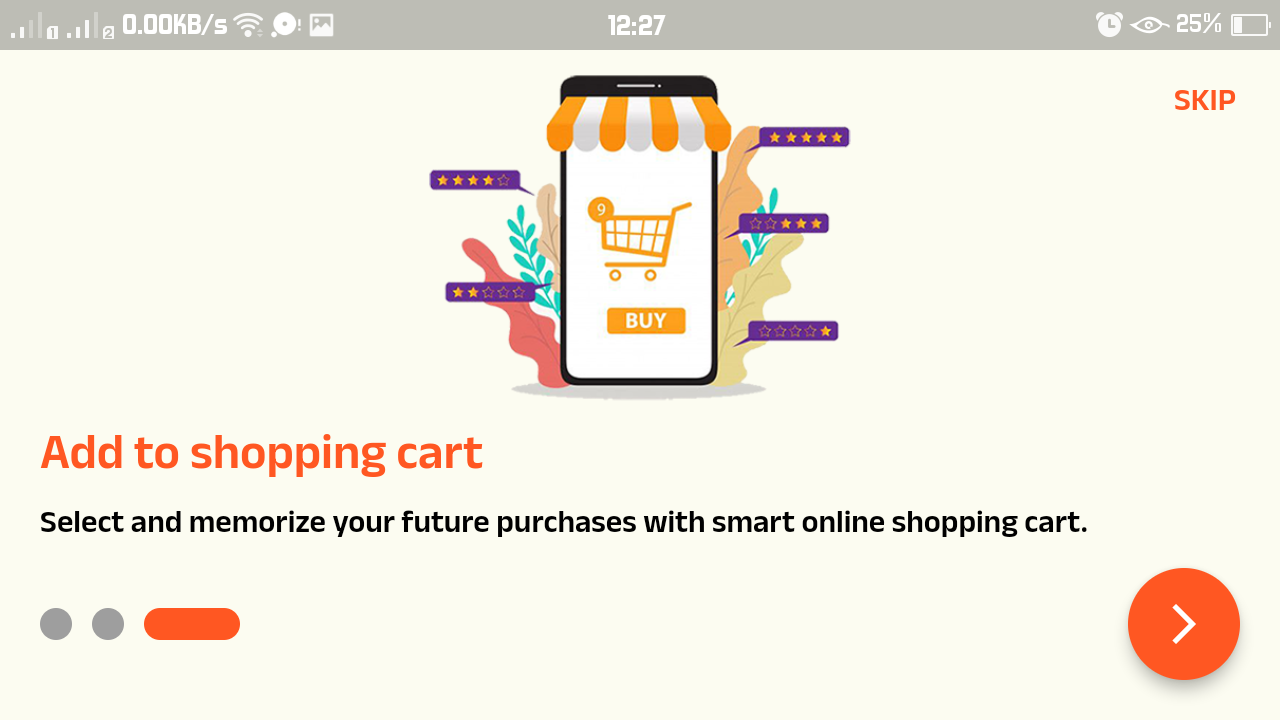 1 2 0.00KB/s 12:27 25%
SKIP
9
BUY
Add to shopping cart
Select and memorize your future purchases with smart online shopping cart.